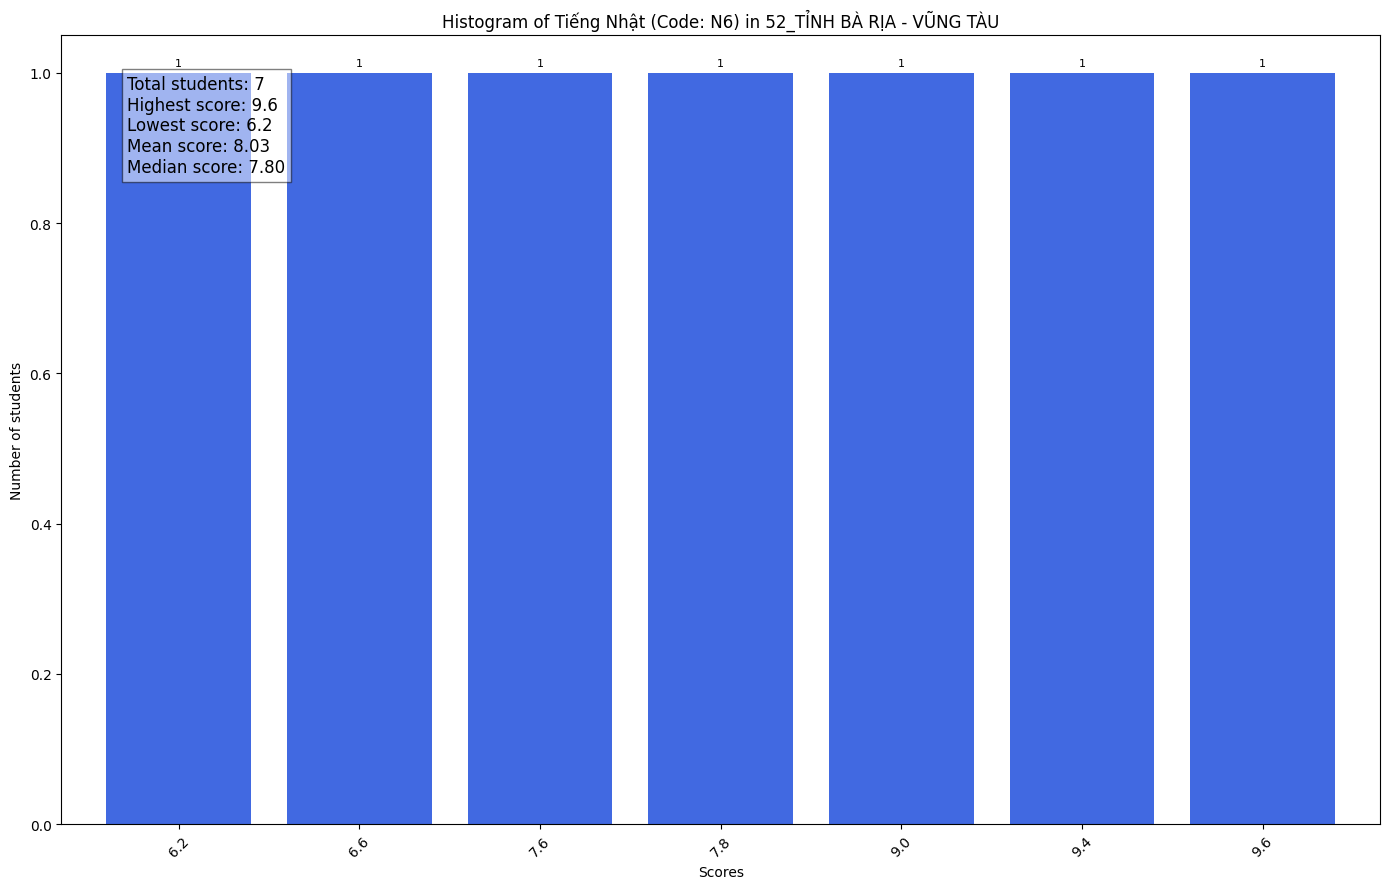 Histogram of Tiếng Nhật (Code: N6) in 52_TỈNH BÀ RỊA - VŨNG TÀU
1 1 1 1 1 1 1
Total students: 7
Highest score: 9.6
Lowest score: 6.2
Mean score: 8.03
Median score: 7.80
1.0
0.8
0.6
0.4
0.2
0.0
Number of students
6.2 6.6 7.6 7.8 9.0 9.4 9.6
Scores